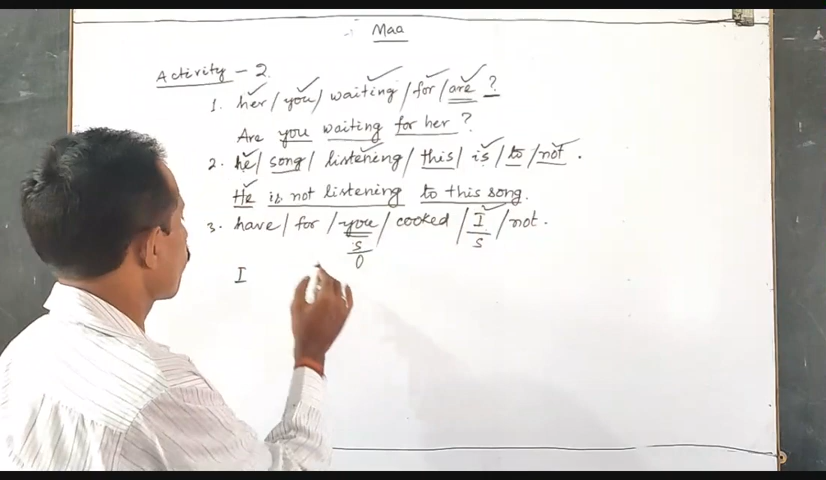 Maa
Activity - 2
1. her / you / waiting / for / are ?
Are you waiting for her ?
2. he / song / listening / this / is / to / not .
He is not listening to this song.
3. have / for / you / cooked / I / not .
s
s
o
I